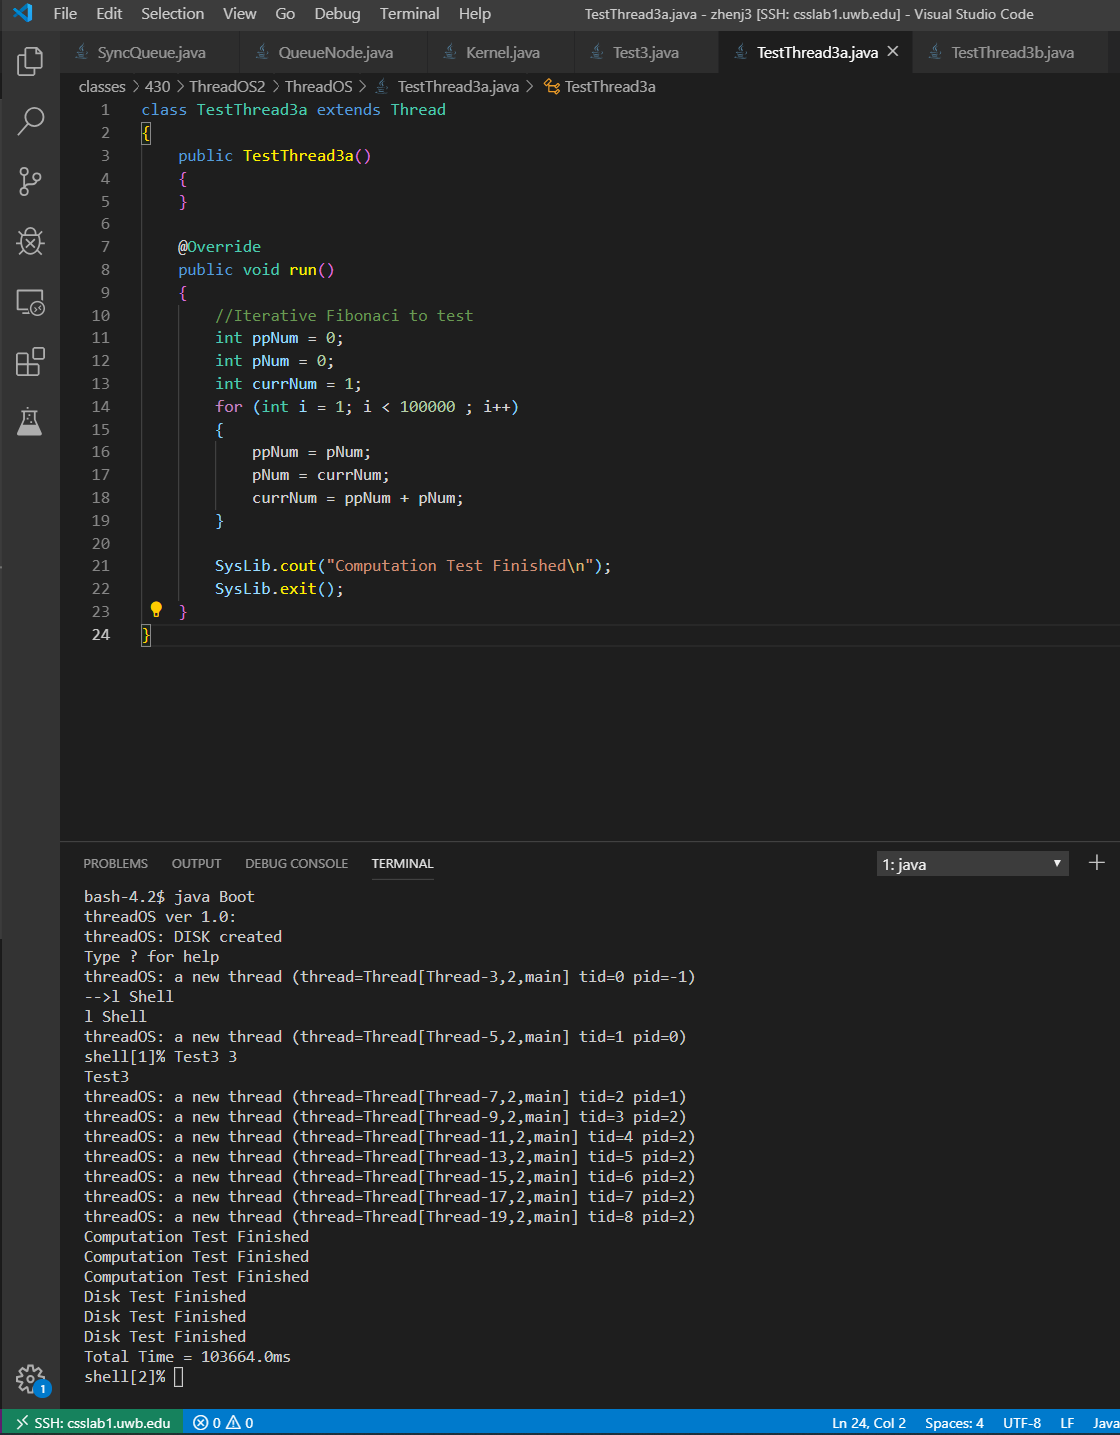 File Edit Selection View Go Debug Terminal Help TestThread3a.java - zhenj3 [SSH: csslab1.uwb.edu] - Visual Studio Code
SyncQueue.java QueueNode.java Kernel.java Test3.java TestThread3a.java TestThread3b.java
classes > 430 > ThreadOS2 > ThreadOS > TestThread3a.java > TestThread3a
1 class TestThread3a extends Thread
2 {
3 public TestThread3a()
4 {
5 }
6
7 @Override
8 public void run()
9 {
10 //Iterative Fibonaci to test
11 int ppNum = 0;
12 int pNum = 0;
13 int currNum = 1;
14 for (int i = 1; i < 100000 ; i++)
15 {
16 ppNum = pNum;
17 pNum = currNum;
18 currNum = ppNum + pNum;
19 }
20
21 SysLib.cout("Computation Test Finished\n");
22 SysLib.exit();
23 }
24 }
PROBLEMS OUTPUT DEBUG CONSOLE TERMINAL 1: java
bash-4.2$ java Boot
threadOS ver 1.0:
threadOS: DISK created
Type ? for help
threadOS: a new thread (thread=Thread[Thread-3,2,main] tid=0 pid=-1)
-->l Shell
l Shell
threadOS: a new thread (thread=Thread[Thread-5,2,main] tid=1 pid=0)
shell[1]% Test3 3
Test3
threadOS: a new thread (thread=Thread[Thread-7,2,main] tid=2 pid=1)
threadOS: a new thread (thread=Thread[Thread-9,2,main] tid=3 pid=2)
threadOS: a new thread (thread=Thread[Thread-11,2,main] tid=4 pid=2)
threadOS: a new thread (thread=Thread[Thread-13,2,main] tid=5 pid=2)
threadOS: a new thread (thread=Thread[Thread-15,2,main] tid=6 pid=2)
threadOS: a new thread (thread=Thread[Thread-17,2,main] tid=7 pid=2)
threadOS: a new thread (thread=Thread[Thread-19,2,main] tid=8 pid=2)
Computation Test Finished
Computation Test Finished
Computation Test Finished
Disk Test Finished
Disk Test Finished
Disk Test Finished
Total Time = 103664.0ms
shell[2]%
1
SSH: csslab1.uwb.edu 0 0 Ln 24, Col 2 Spaces: 4 UTF-8 LF Java